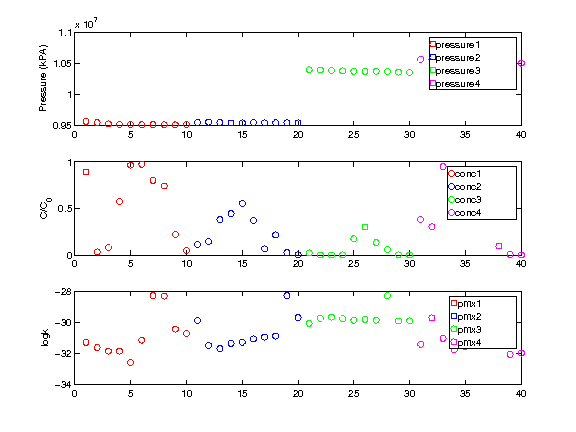 x 10^7
1.1
1.05
1
0.95
Pressure (kPA)
0 5 10 15 20 25 30 35 40
pressure1
pressure2
pressure3
pressure4
1
0.5
0
C/C0
0 5 10 15 20 25 30 35 40
conc1
conc2
conc3
conc4
-28
-30
-32
-34
logk
0 5 10 15 20 25 30 35 40
pmx1
pmx2
pmx3
pmx4